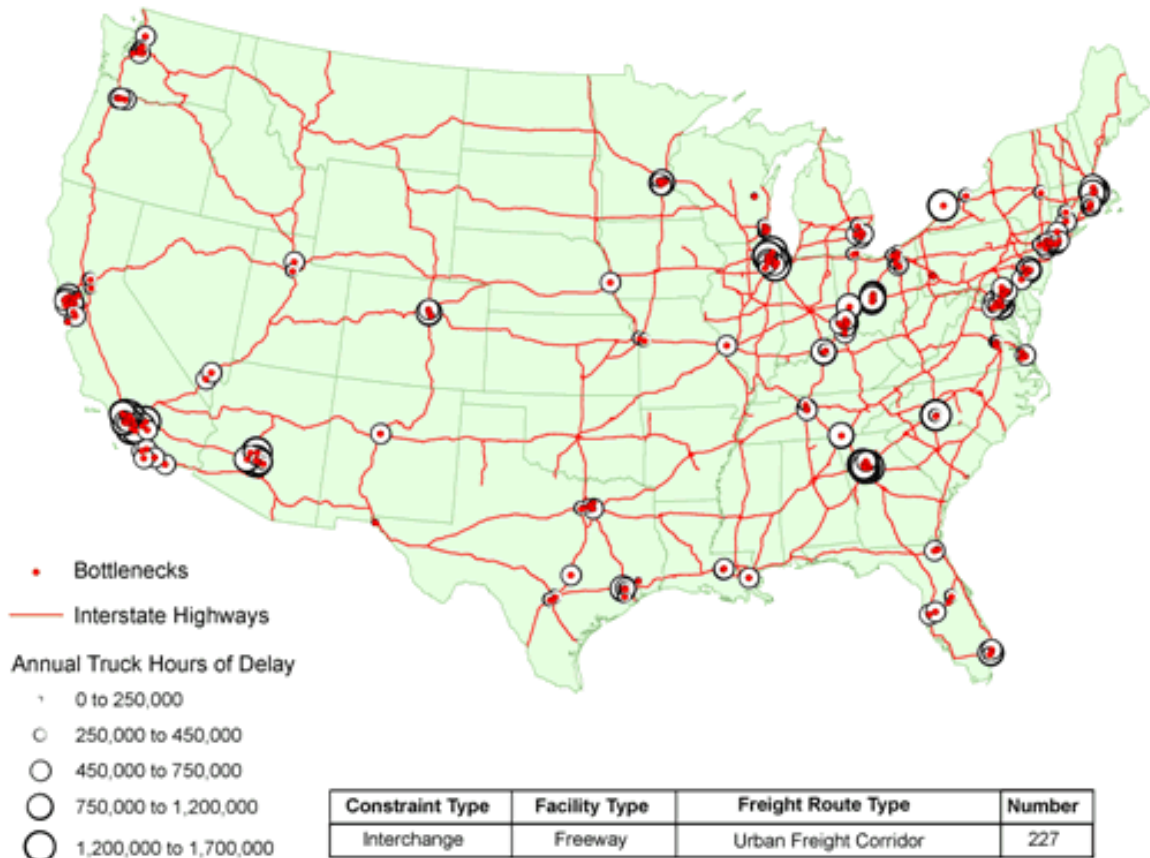 Bottlenecks
Interstate Highways
Annual Truck Hours of Delay
0 to 250,000
250,000 to 450,000
450,000 to 750,000
750,000 to 1,200,000
1,200,000 to 1,700,000
Constraint Type Facility Type Freight Route Type Number
Interchange Freeway Urban Freight Corridor 227